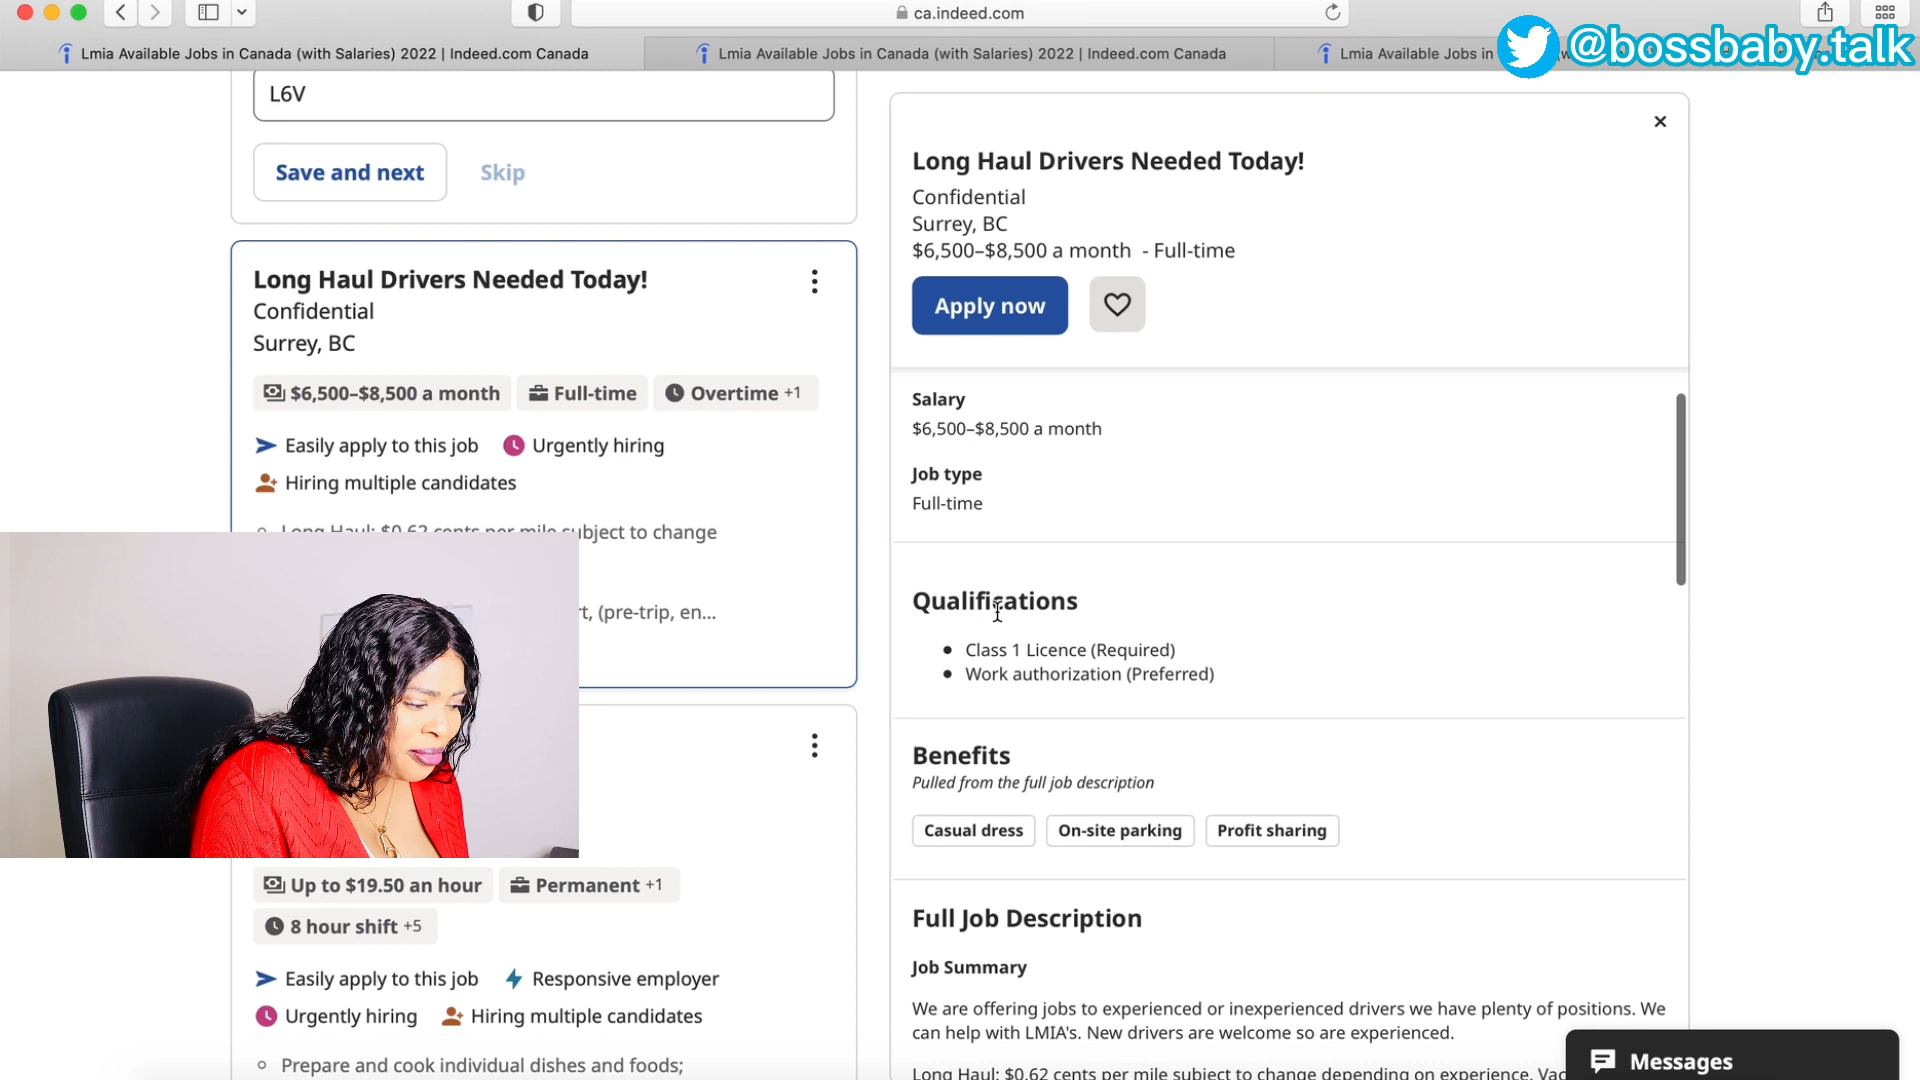 ca.indeed.com
Lmia Available Jobs in Canada (with Salaries) 2022 | Indeed.com Canada
Lmia Available Jobs in Canada (with Salaries) 2022 | Indeed.com Canada
Lmia Available Jobs in
@bossbaby.talk
L6V
Save and next
Skip
Long Haul Drivers Needed Today!
Confidential
Surrey, BC
$6,500–$8,500 a month
Full-time
Overtime +1
Easily apply to this job
Urgently hiring
Hiring multiple candidates
Long Haul: $0.62 cents per mile subject to change
(pre-trip, en...
Up to $19.50 an hour
Permanent +1
8 hour shift +5
Easily apply to this job
Responsive employer
Urgently hiring
Hiring multiple candidates
Prepare and cook individual dishes and foods;
Long Haul Drivers Needed Today!
Confidential
Surrey, BC
$6,500–$8,500 a month - Full-time
Apply now
Salary
$6,500–$8,500 a month
Job type
Full-time
Qualifications
Class 1 Licence (Required)
Work authorization (Preferred)
Benefits
Pulled from the full job description
Casual dress
On-site parking
Profit sharing
Full Job Description
Job Summary
We are offering jobs to experienced or inexperienced drivers we have plenty of positions. We
can help with LMIA's. New drivers are welcome so are experienced.
Long Haul: $0.62 cents per mile subject to change depending on experience.
Messages